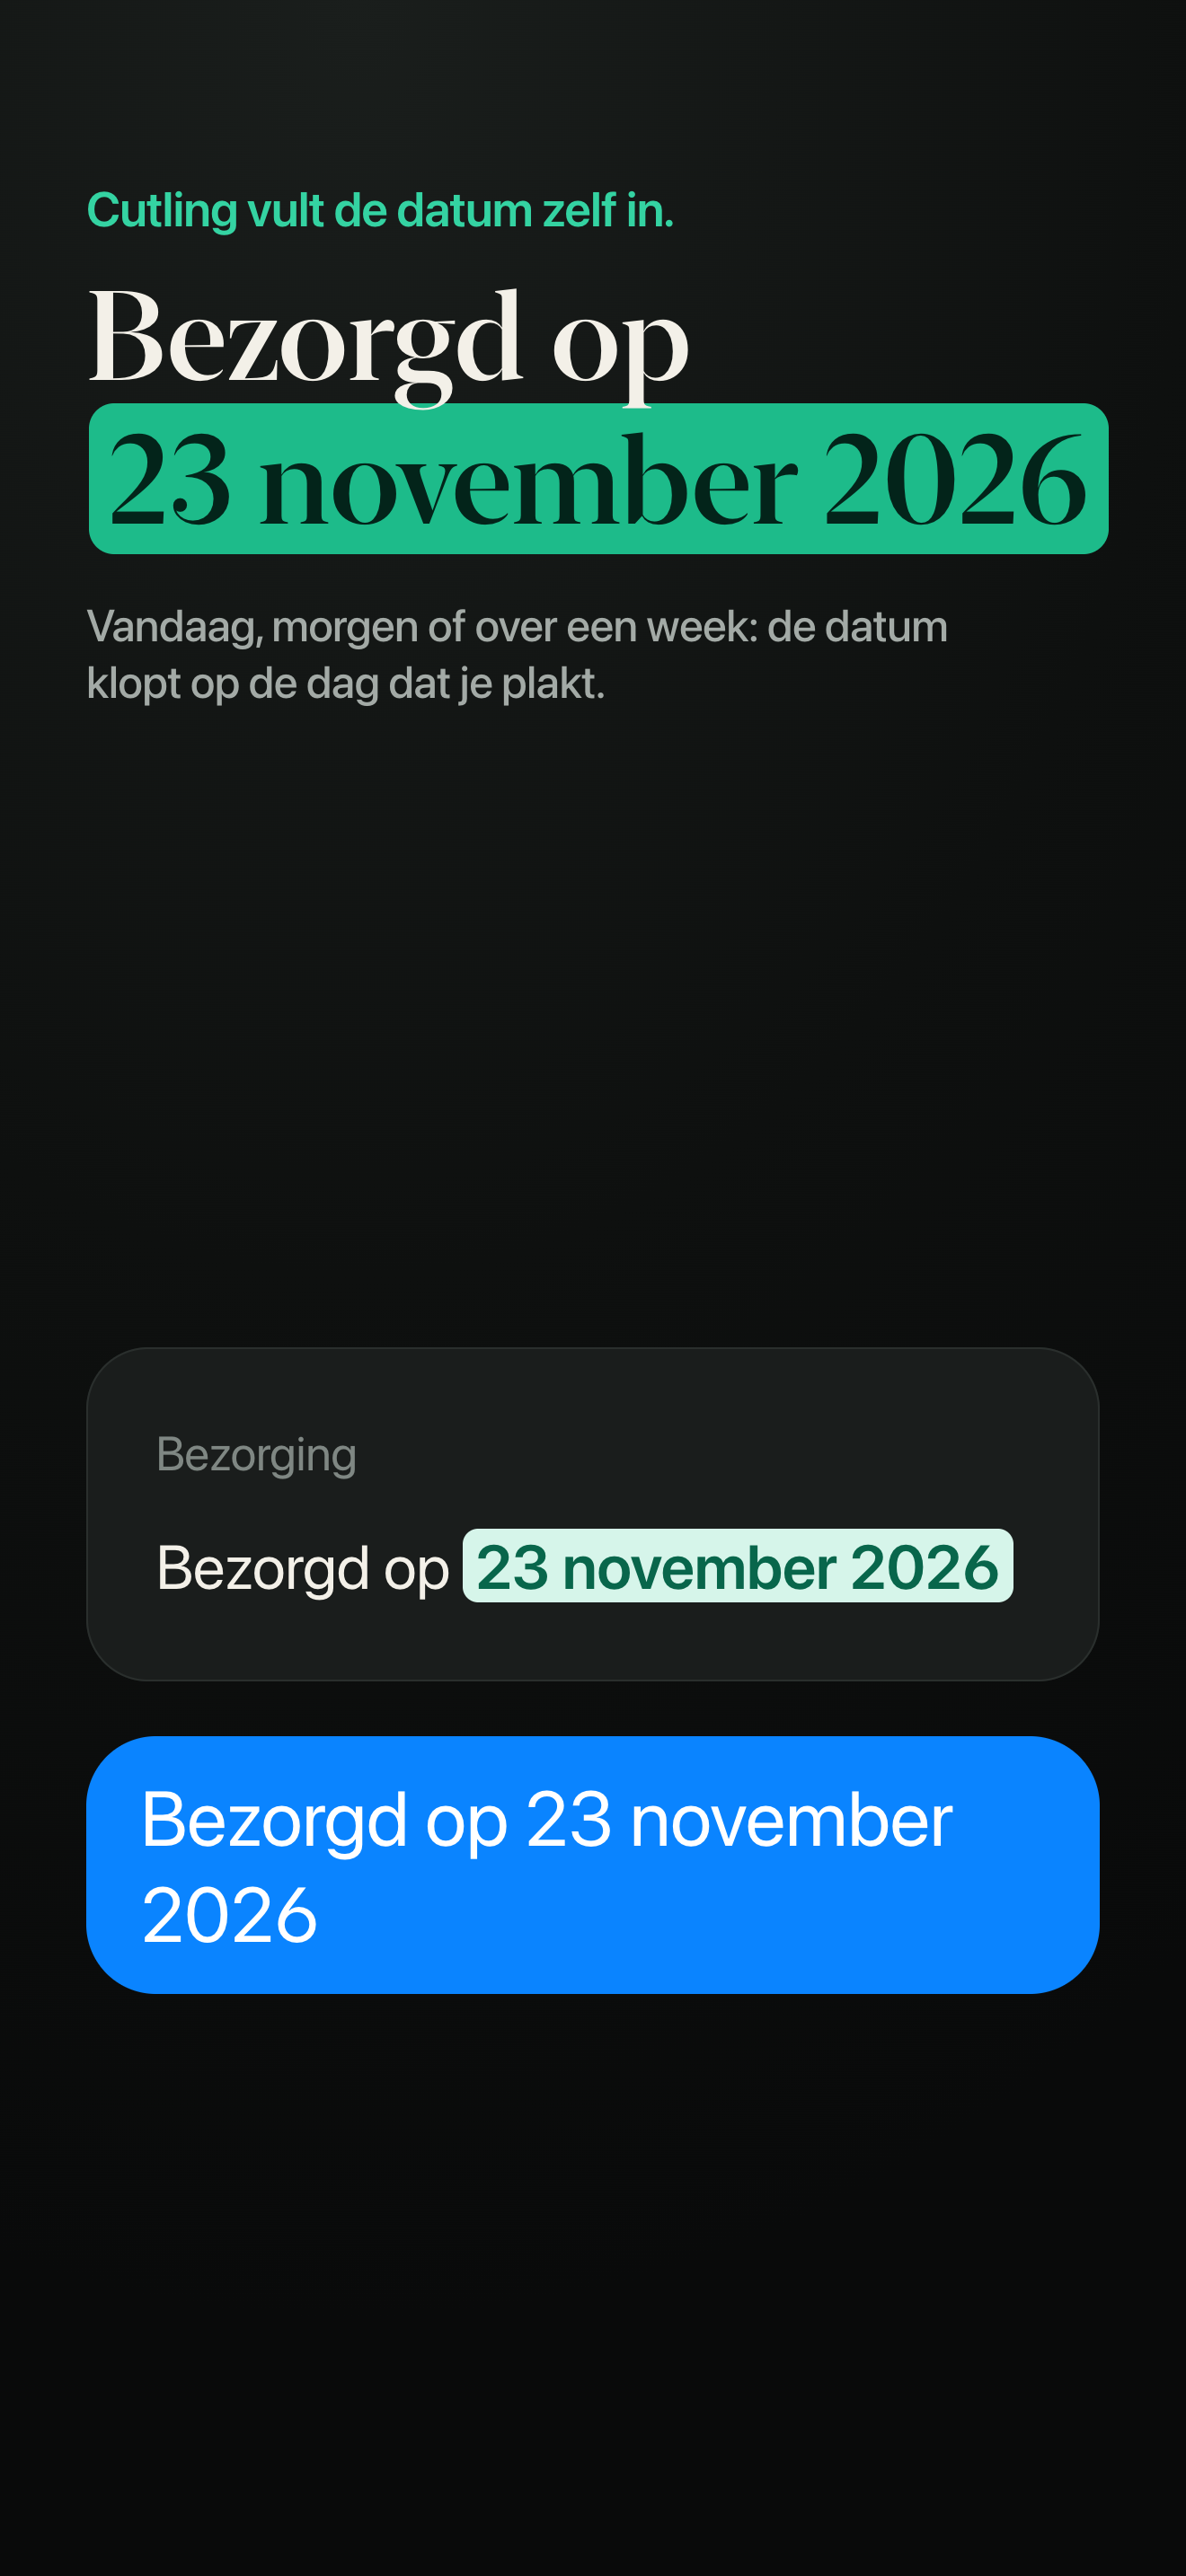 Cutling vult de datum zelf in.
Bezorgd op
23 november 2026
Vandaag, morgen of over een week: de datum
klopt op de dag dat je plakt.
Bezorging
Bezorgd op 23 november 2026
Bezorgd op 23 november
2026